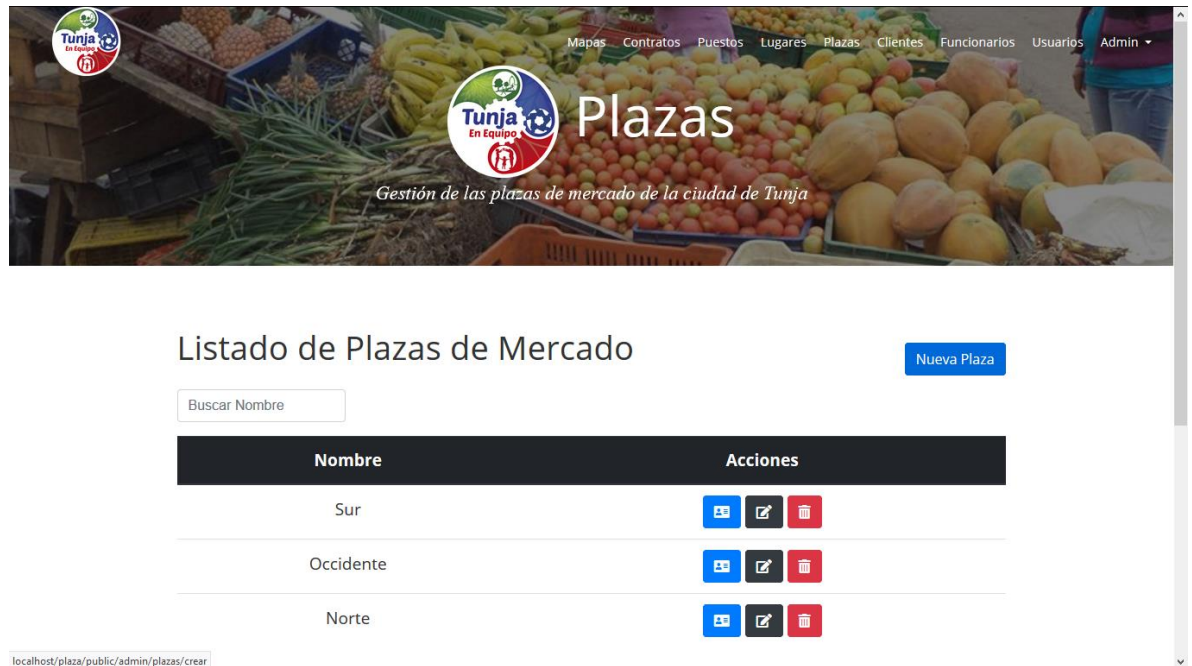 Tunja
En Equipo
Mapas Contratos Puestos Lugares Plazas Clientes Funcionarios Usuarios Admin
Tunja
En Equipo
Plazas
Gestión de las plazas de mercado de la ciudad de Tunja
Listado de Plazas de Mercado
Nueva Plaza
Buscar Nombre
Nombre Acciones
Sur
Occidente
Norte
localhost/plaza/public/admin/plazas/crear